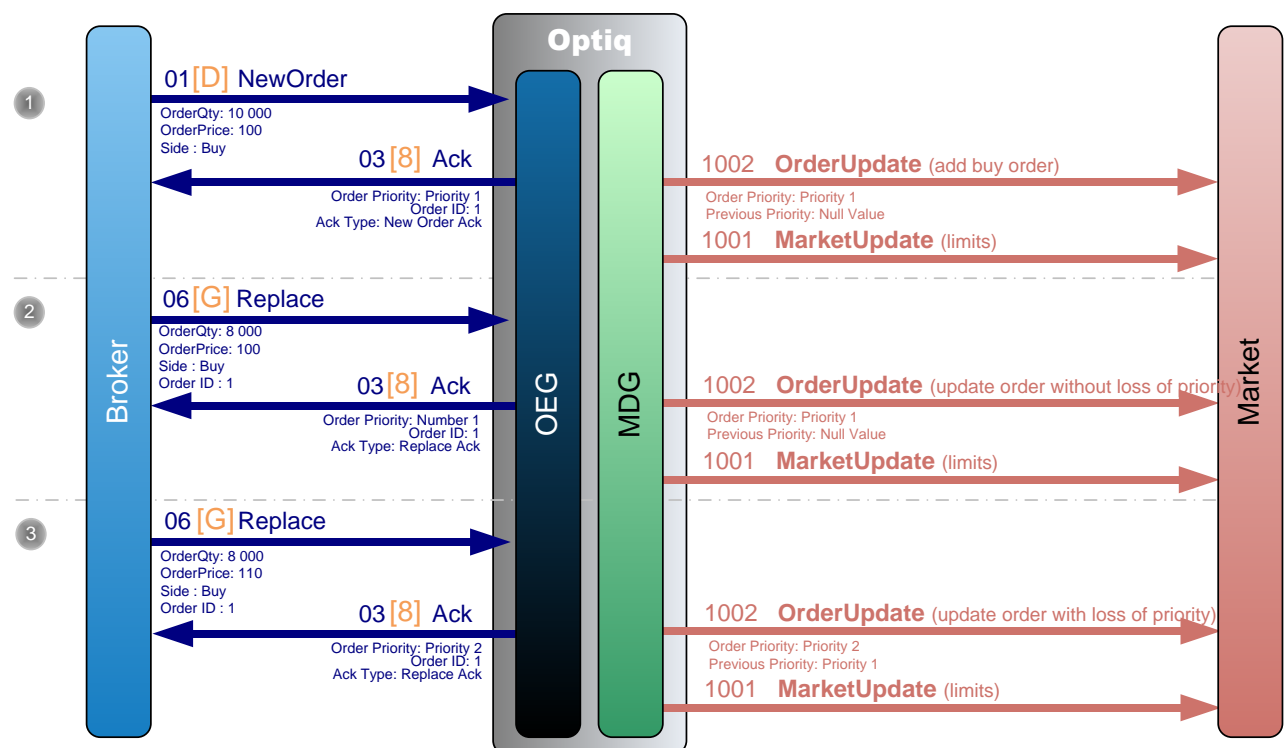 Optiq
Broker
OEG
MDG
Market
1
01 [D] NewOrder
OrderQty: 10 000
OrderPrice: 100
Side : Buy
03 [8] Ack
Order Priority: Priority 1
Order ID: 1
Ack Type: New Order Ack
1002 OrderUpdate (add buy order)
Order Priority: Priority 1
Previous Priority: Null Value
1001 MarketUpdate (limits)
2
06 [G] Replace
OrderQty: 8 000
OrderPrice: 100
Side : Buy
Order ID : 1
03 [8] Ack
Order Priority: Number 1
Order ID: 1
Ack Type: Replace Ack
1002 OrderUpdate (update order without loss of priority)
Order Priority: Priority 1
Previous Priority: Null Value
1001 MarketUpdate (limits)
3
06 [G] Replace
OrderQty: 8 000
OrderPrice: 110
Side : Buy
Order ID : 1
03 [8] Ack
Order Priority: Priority 2
Order ID: 1
Ack Type: Replace Ack
1002 OrderUpdate (update order with loss of priority)
Order Priority: Priority 2
Previous Priority: Priority 1
1001 MarketUpdate (limits)